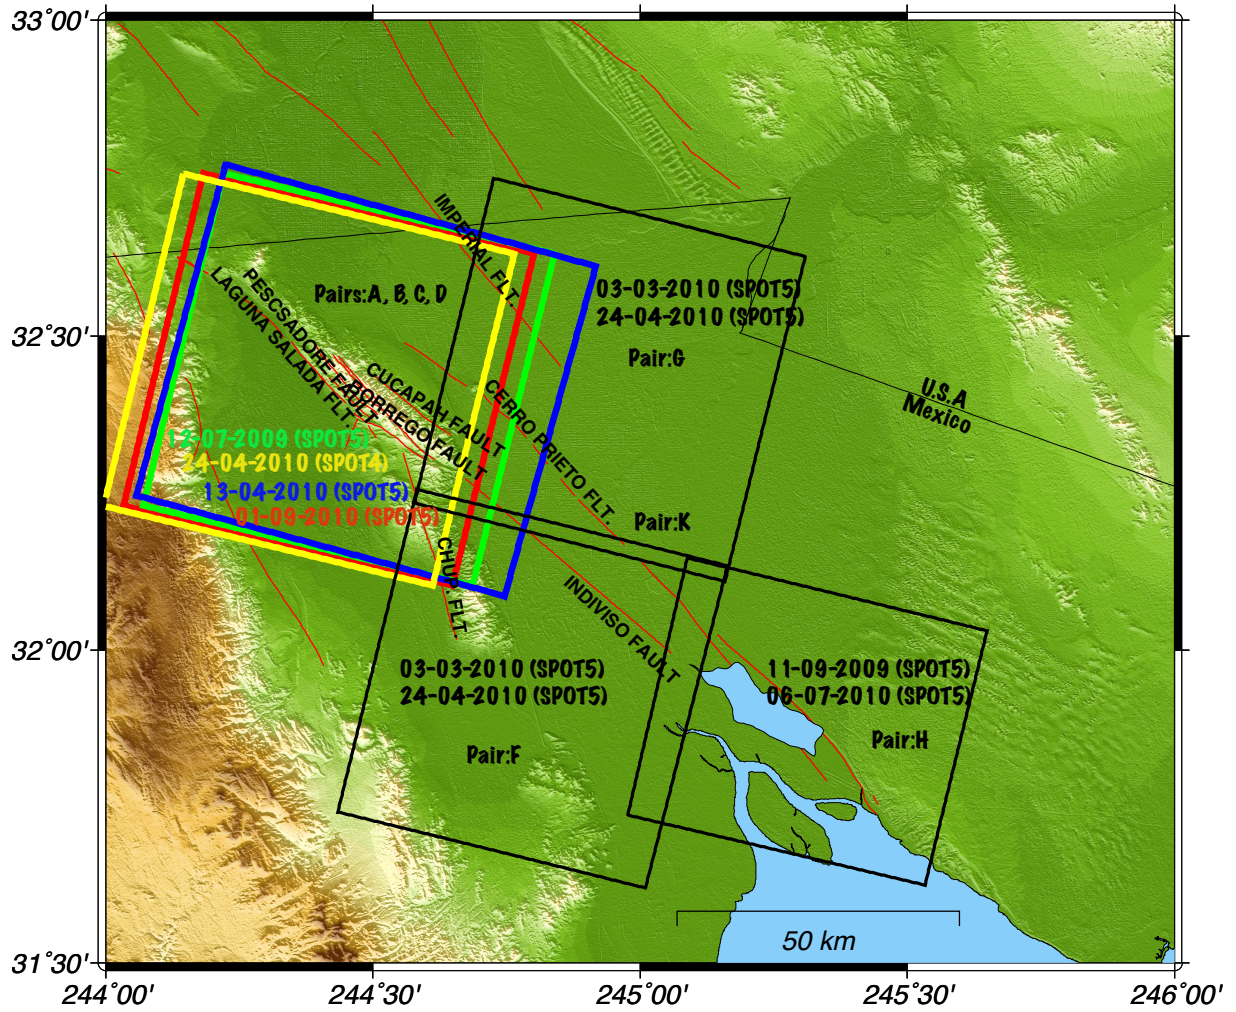 33°00'
IMPERIAL FLT.
PESCSADORE FAULT
LAGUNA SALADA FLT.
Pairs:A, B, C, D
03-03-2010 (SPOT5)
24-04-2010 (SPOT5)
32°30'
Pair:G
CUCAPAH FAULT
BORREGO FAULT
CERRO PRIETO FLT.
U.S.A
Mexico
12-07-2009 (SPOT5)
24-04-2010 (SPOT4)
13-04-2010 (SPOT5)
01-09-2010 (SPOT5)
Pair:K
CHUP. FLT
INDIVISO FAULT
32°00'
03-03-2010 (SPOT5)
24-04-2010 (SPOT5)
11-09-2009 (SPOT5)
06-07-2010 (SPOT5)
Pair:F
Pair:H
50 km
31°30'
244°00'
244°30'
245°00'
245°30'
246°00'